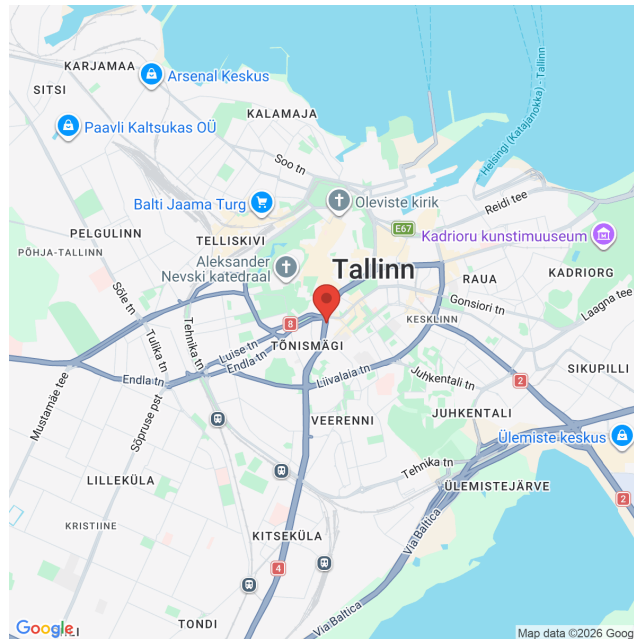 KARJAMAA
Arsenal Keskus
SITSI
KALAMAJA
Paavli Kaltsukas OÜ
Helsingi (Katajanokka) - Tallinn
Soo tn
Balti Jaama Turg
Oleviste kirik
Reidi tee
E67
PELGULINN
Kadrioru kunstimuuseum
PÕHJA-TALLINN
TELLISKIVI
Aleksander
Nevski katedraal
Tallinn
RAUA
KADRIORG
Sõle tn
Gonsiori tn
Laagna tee
Tulika tn
Tehnika tn
8
KESKLINN
Luise tn
Endla tn
TÕNISMÄGI
Endla tn
Liivalaia tn
Juhkentali tn
2
SIKUPILLI
Mustamäe tee
Sõpruse pst
VEERENNI
JUHKENTALI
Ülemiste keskus
Tehnika tn
LILLEKÜLA
ÜLEMISTEJÄRVE
2
KRISTIINE
KITSEKÜLA
Via Baltica
4
Via Baltica
TONDI
Google
Map data ©2026 Goo